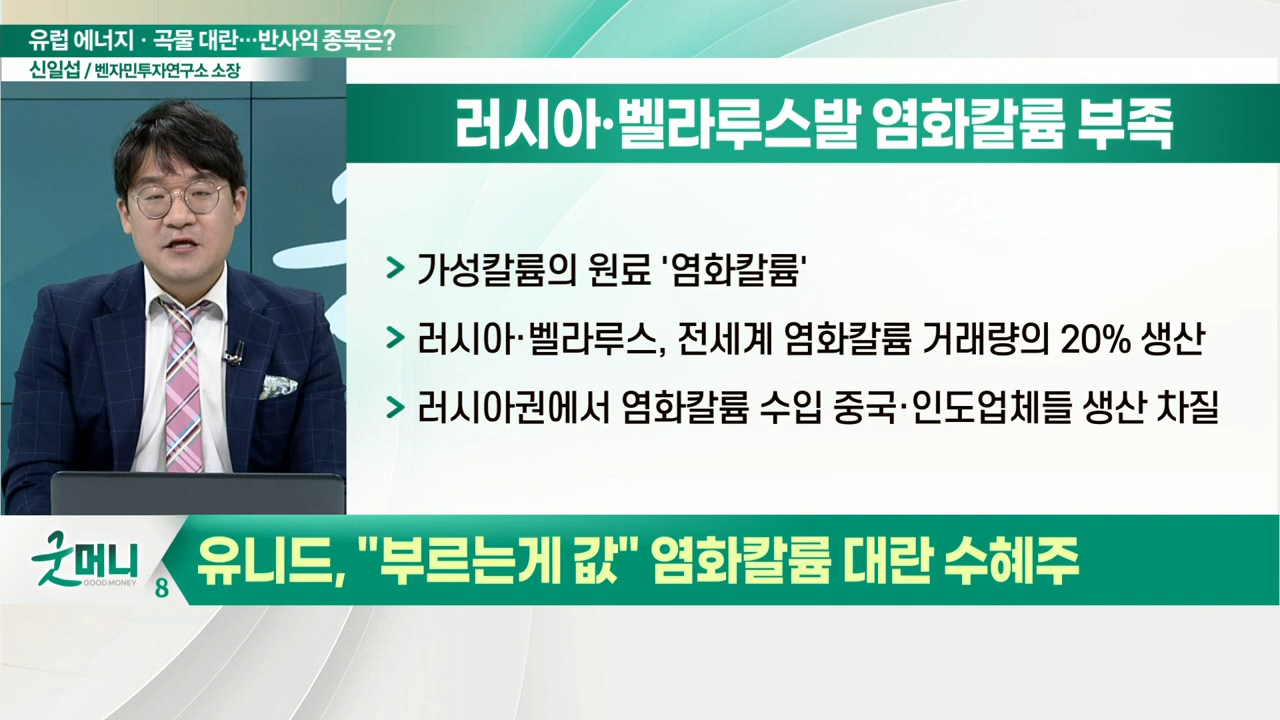 유럽 에너지 · 곡물 대란…반사익 종목은?
신일섭 / 벤자민투자연구소 소장
러시아·벨라루스발 염화칼륨 부족
> 가성칼륨의 원료 '염화칼륨'
> 러시아·벨라루스, 전세계 염화칼륨 거래량의 20% 생산
> 러시아권에서 염화칼륨 수입 중국·인도업체들 생산 차질
굿머니
GOOD MONEY
8
유니드, "부르는게 값" 염화칼륨 대란 수혜주